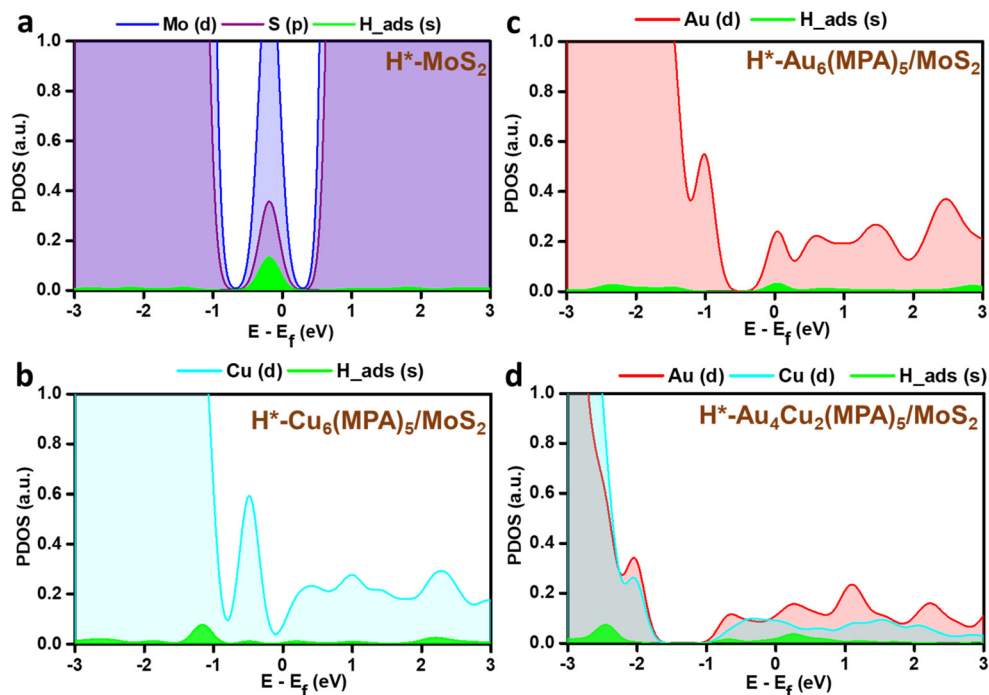 a
Mo (d) S (p) H_ads (s)
H*-MoS₂
PDOS (a.u.)
1.0
0.8
0.6
0.4
0.2
0.0
-3 -2 -1 0 1 2 3
E - E_f (eV)
c
Au (d) H_ads (s)
H*-Au₆(MPA)₅/MoS₂
PDOS (a.u.)
1.0
0.8
0.6
0.4
0.2
0.0
-3 -2 -1 0 1 2 3
E - E_f (eV)
b
Cu (d) H_ads (s)
H*-Cu₆(MPA)₅/MoS₂
PDOS (a.u.)
1.0
0.8
0.6
0.4
0.2
0.0
-3 -2 -1 0 1 2 3
E - E_f (eV)
d
Au (d) Cu (d) H_ads (s)
H*-Au₄Cu₂(MPA)₅/MoS₂
PDOS (a.u.)
1.0
0.8
0.6
0.4
0.2
0.0
-3 -2 -1 0 1 2 3
E - E_f (eV)